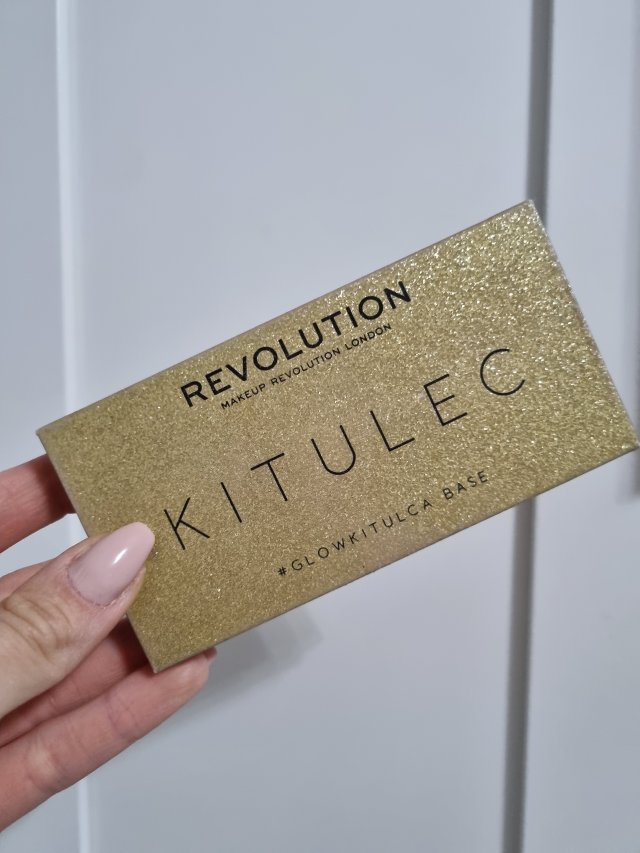 REVOLUTION
MAKEUP REVOLUTION LONDON
KITULEC
#GLOWKITULCA BASE